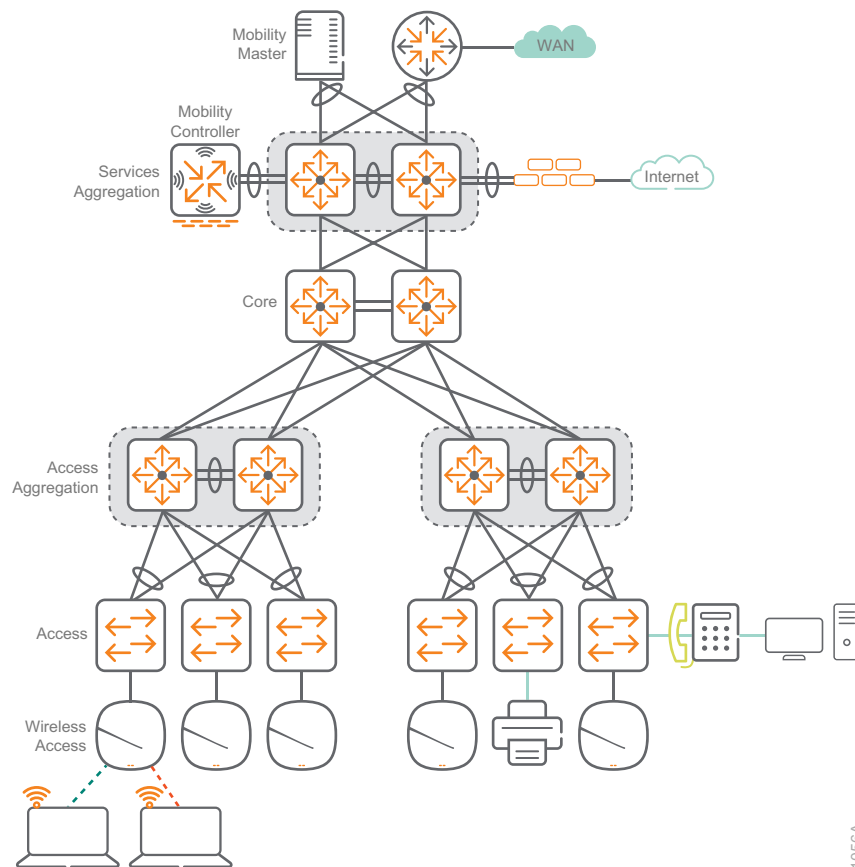 Mobility
Master
WAN
Mobility
Controller
Services
Aggregation
Internet
Core
Access
Aggregation
Access
Wireless
Access